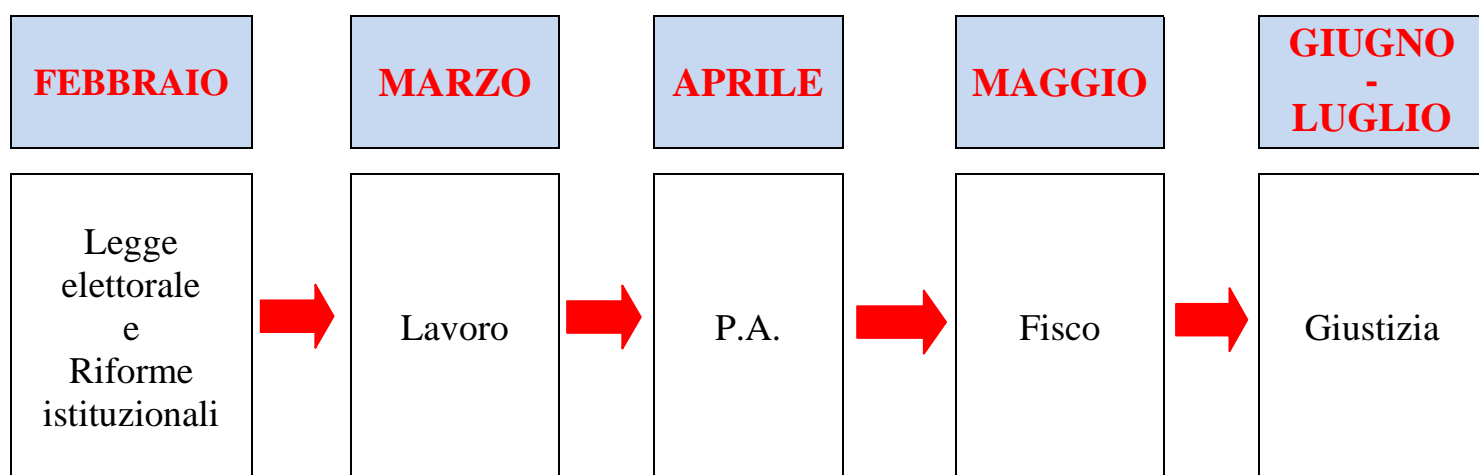 FEBBRAIO
MARZO
APRILE
MAGGIO
GIUGNO
-
LUGLIO
Legge
elettorale
e
Riforme
istituzionali
Lavoro
P.A.
Fisco
Giustizia